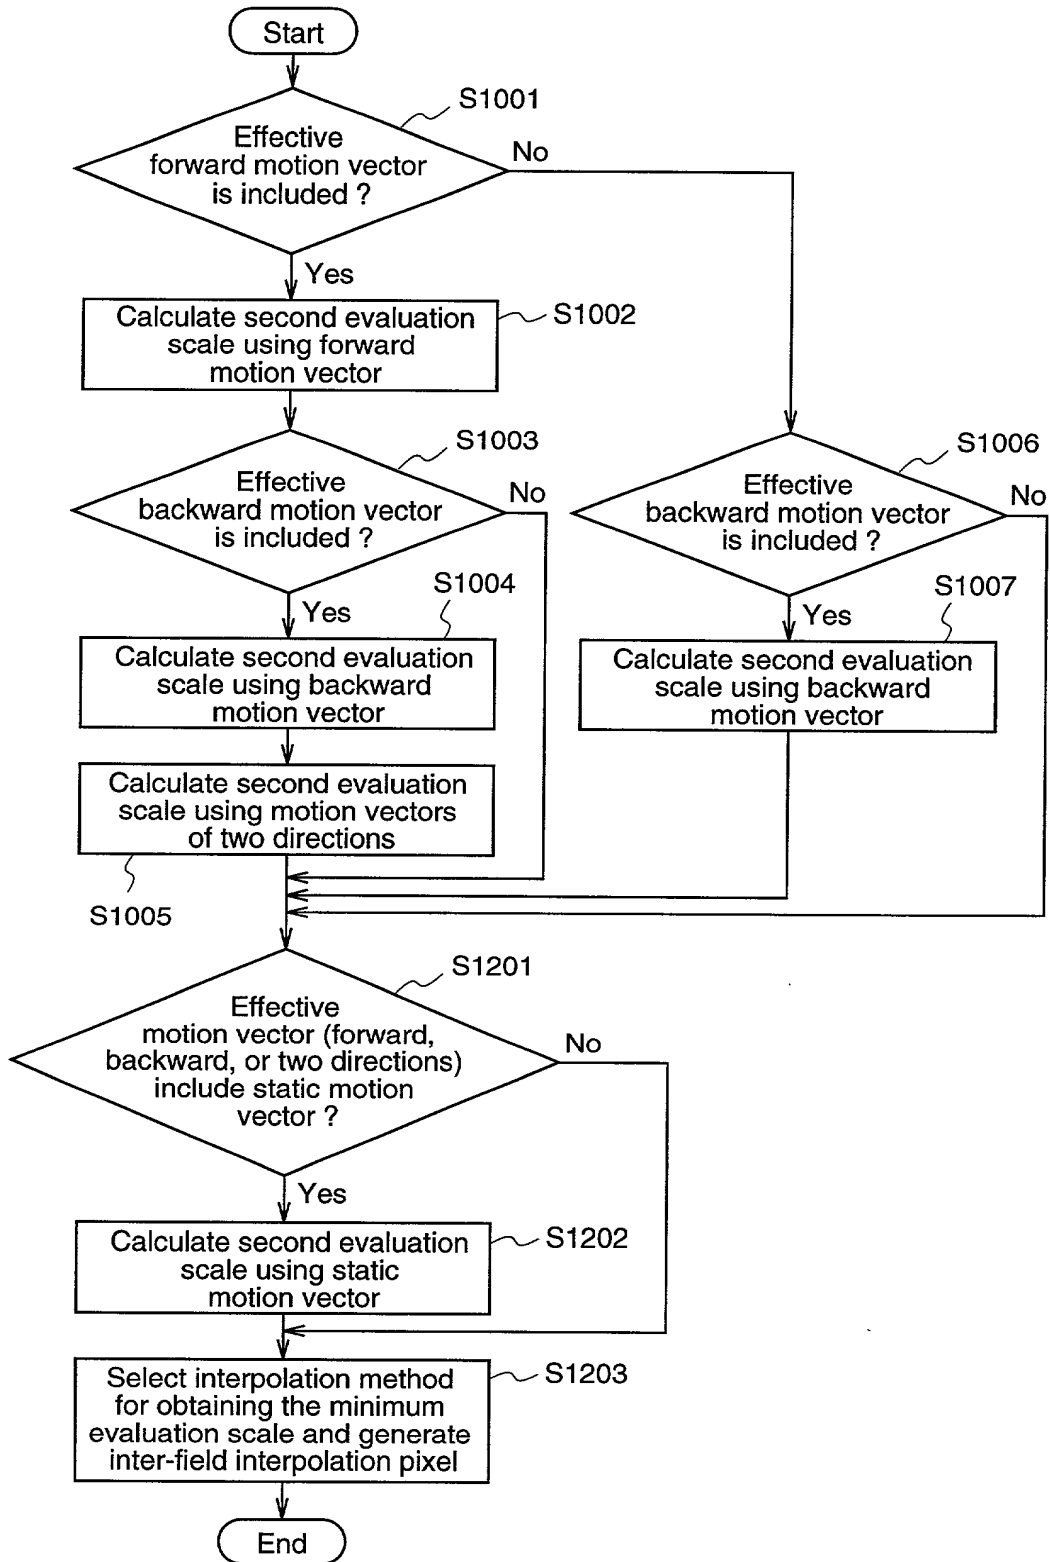 Start
S1001
Effective
forward motion vector
is included ?
No
Yes
Calculate second evaluation
scale using forward
motion vector
S1002
S1003
Effective
backward motion vector
is included ?
No
S1006
Effective
backward motion vector
is included ?
No
S1004
Yes
Calculate second evaluation
scale using backward
motion vector
S1007
Yes
Calculate second evaluation
scale using backward
motion vector
Calculate second evaluation
scale using motion vectors
of two directions
S1005
S1201
Effective
motion vector (forward,
backward, or two directions)
include static motion
vector ?
No
Yes
Calculate second evaluation
scale using static
motion vector
S1202
Select interpolation method
for obtaining the minimum
evaluation scale and generate
inter-field interpolation pixel
S1203
End